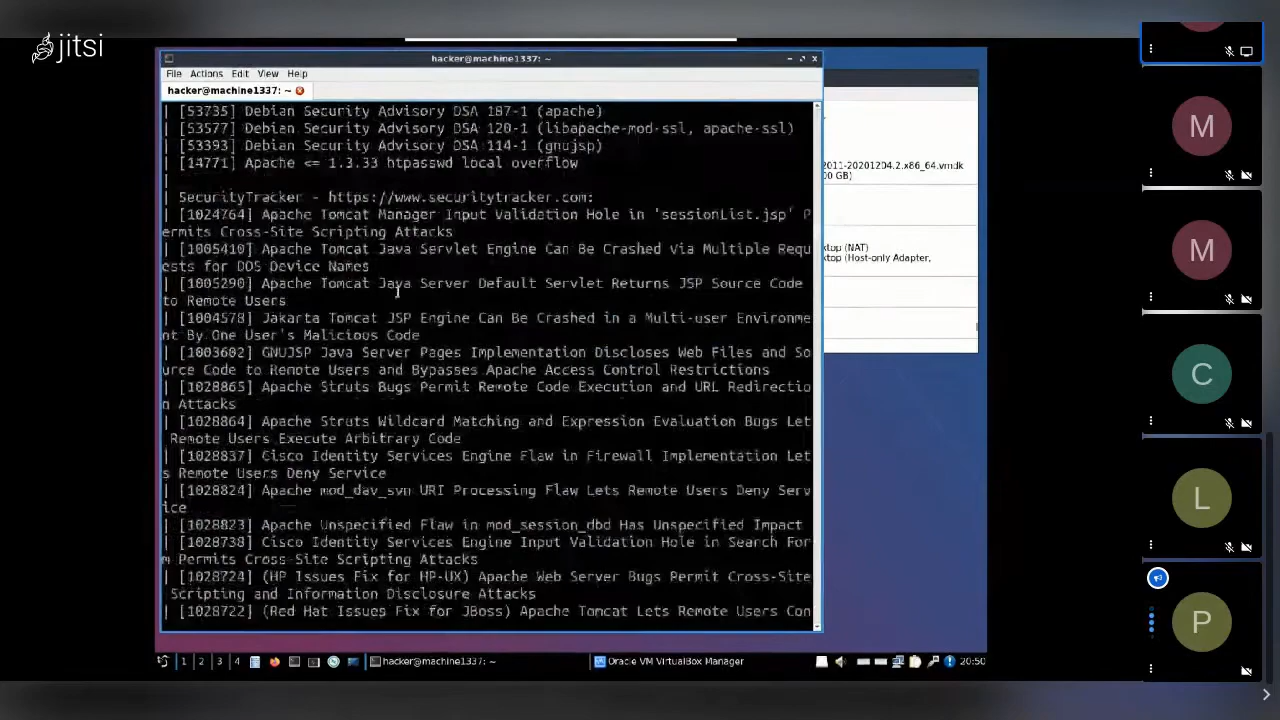 jitsi
hacker@machine1337: ~
File Actions Edit View Help
hacker@machine1337: ~
| [53735] Debian Security Advisory DSA 187-1 (apache)
| [53577] Debian Security Advisory DSA 120-1 (libapache-mod-ssl, apache-ssl)
| [53393] Debian Security Advisory DSA 114-1 (gnujsp)
| [14771] Apache <= 1.3.33 htpasswd local overflow
|
| SecurityTracker - https://www.securitytracker.com:
| [1024764] Apache Tomcat Manager Input Validation Hole in 'sessionList.jsp' P
ermits Cross-Site Scripting Attacks
| [1005410] Apache Tomcat Java Servlet Engine Can Be Crashed Via Multiple Requ
ests for DOS Device Names
| [1005290] Apache Tomcat Java Server Default Servlet Returns JSP Source Code
to Remote Users
| [1004578] Jakarta Tomcat JSP Engine Can Be Crashed in a Multi-user Environme
nt By One User's Malicious Code
| [1003602] GNUJSP Java Server Pages Implementation Discloses Web Files and So
urce Code to Remote Users and Bypasses Apache Access Control Restrictions
| [1028865] Apache Struts Bugs Permit Remote Code Execution and URL Redirectio
n Attacks
| [1028864] Apache Struts Wildcard Matching and Expression Evaluation Bugs Let
Remote Users Execute Arbitrary Code
| [1028837] Cisco Identity Services Engine Flaw in Firewall Implementation Let
s Remote Users Deny Service
| [1028824] Apache mod_dav_svn URI Processing Flaw Lets Remote Users Deny Serv
ice
| [1028823] Apache Unspecified Flaw in mod_session_dbd Has Unspecified Impact
| [1028738] Cisco Identity Services Engine Input Validation Hole in Search For
m Permits Cross-Site Scripting Attacks
| [1028724] (HP Issues Fix for HP-UX) Apache Web Server Bugs Permit Cross-Site
Scripting and Information Disclosure Attacks
| [1028722] (Red Hat Issues Fix for JBoss) Apache Tomcat Lets Remote Users Con
2011-20201204.2.x86_64.vmdk
00 GB)
ktop (NAT)
ktop (Host-only Adapter,
1 2 3 4
hacker@machine1337: ~
Oracle VM VirtualBox Manager
20:50
M
M
C
L
P